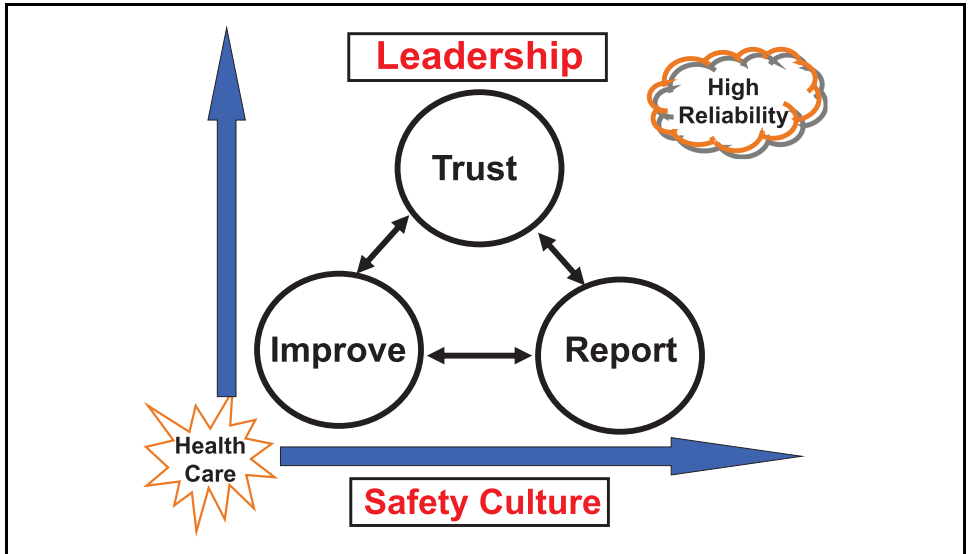 Leadership
High
Reliability
Trust
Improve
Report
Health
Care
Safety Culture